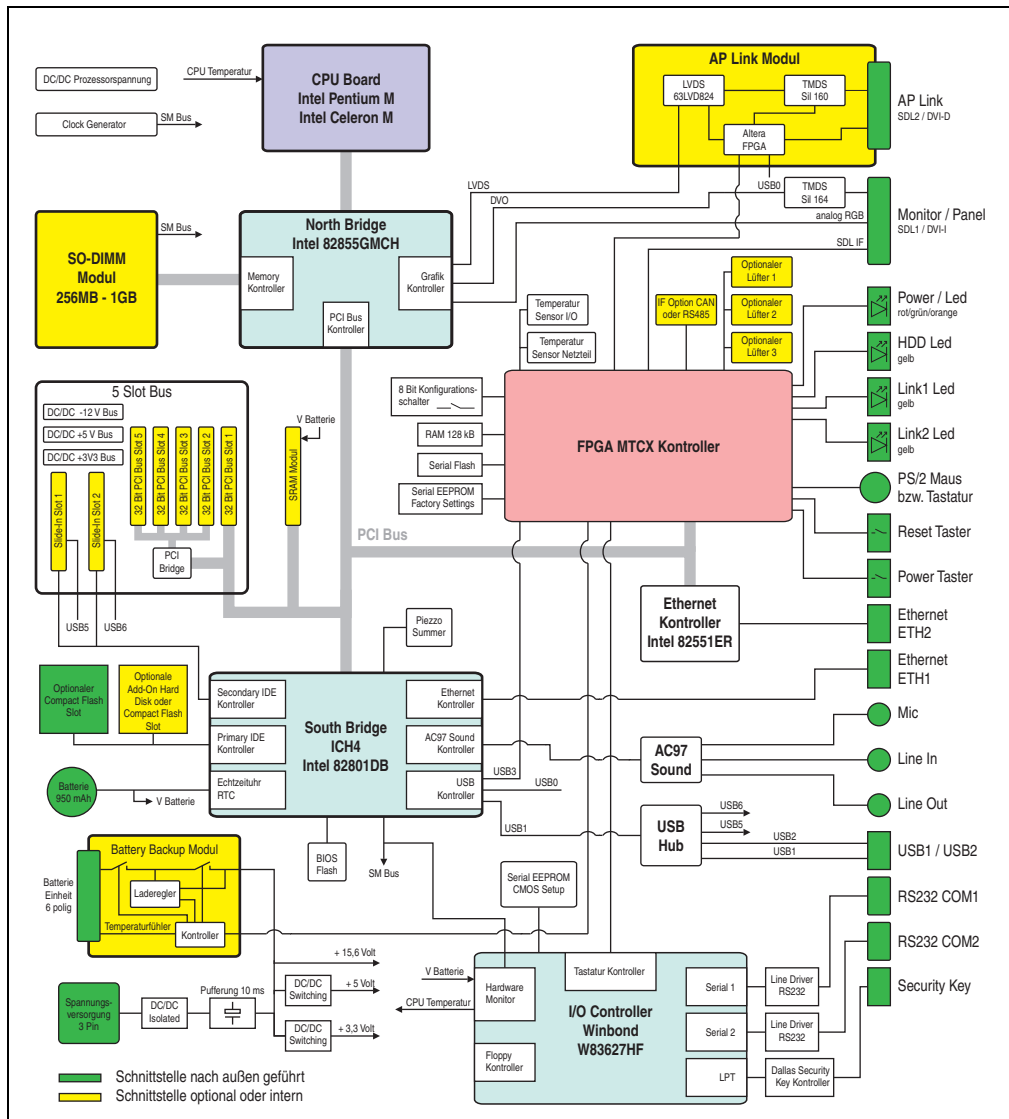 DC/DC Prozessorspannung
Clock Generator
CPU Temperatur
SM Bus
CPU Board
Intel Pentium M
Intel Celeron M
AP Link Modul
LVDS
63LVD824
TMDS
Sil 160
Altera
FPGA
AP Link
SDL2 / DVI-D
LVDS
DVO
USB0
TMDS
Sil 164
analog RGB
SDL IF
Monitor / Panel
SDL1 / DVI-I
SO-DIMM
Modul
256MB - 1GB
SM Bus
North Bridge
Intel 82855GMCH
Memory
Kontroller
Grafik
Kontroller
PCI Bus
Kontroller
Temperatur
Sensor I/O
Temperatur
Sensor Netzteil
IF Option CAN
oder RS485
Optionaler
Lüfter 1
Optionaler
Lüfter 2
Optionaler
Lüfter 3
Power / Led
rot/grün/orange
HDD Led
gelb
Link1 Led
gelb
Link2 Led
gelb
PS/2 Maus
bzw. Tastatur
Reset Taster
Power Taster
5 Slot Bus
DC/DC -12 V Bus
DC/DC +5 V Bus
DC/DC +3V3 Bus
Slide-In Slot 1
Slide-In Slot 2
32 Bit PCI Bus Slot 5
32 Bit PCI Bus Slot 4
32 Bit PCI Bus Slot 3
32 Bit PCI Bus Slot 2
32 Bit PCI Bus Slot 1
PCI
Bridge
USB5
USB6
V Batterie
SRAM Modul
8 Bit Konfigurations-
schalter
RAM 128 kB
Serial Flash
Serial EEPROM
Factory Settings
FPGA MTCX Kontroller
PCI Bus
Ethernet
Kontroller
Intel 82551ER
Ethernet
ETH2
Ethernet
ETH1
Piezzo
Summer
Optionaler
Compact Flash
Slot
Optionale
Add-On Hard
Disk oder
Compact Flash
Slot
Secondary IDE
Kontroller
Primary IDE
Kontroller
Echtzeituhr
RTC
South Bridge
ICH4
Intel 82801DB
Ethernet
Kontroller
AC97 Sound
Kontroller
USB
Kontroller
USB3
USB0
USB1
AC97
Sound
Mic
Line In
Line Out
Batterie
950 mAh
V Batterie
USB
Hub
USB6
USB5
USB2
USB1
USB1 / USB2
BIOS
Flash
SM Bus
Battery Backup Modul
Batterie
Einheit
6 polig
Laderegler
Temperaturfühler
Kontroller
Serial EEPROM
CMOS Setup
RS232 COM1
RS232 COM2
Security Key
+ 15,6 Volt
+ 5 Volt
+ 3,3 Volt
Spannungs-
versorgung
3 Pin
DC/DC
Isolated
Pufferung 10 ms
DC/DC
Switching
DC/DC
Switching
V Batterie
CPU Temperatur
Hardware
Monitor
Tastatur Kontroller
Floppy
Kontroller
I/O Controller
Winbond
W83627HF
Serial 1
Serial 2
LPT
Line Driver
RS232
Line Driver
RS232
Dallas Security
Key Kontroller
Schnittstelle nach außen geführt
Schnittstelle optional oder intern